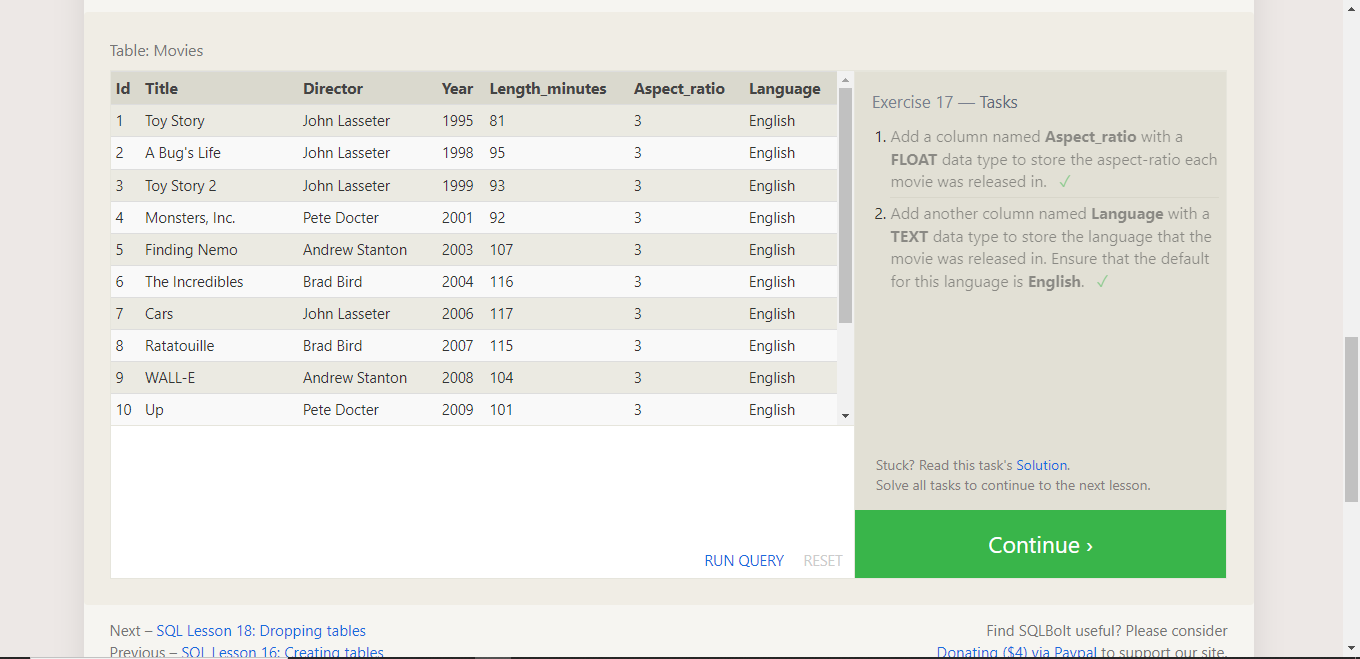 Table: Movies
Id Title Director Year Length_minutes Aspect_ratio Language
1 Toy Story John Lasseter 1995 81 3 English
2 A Bug's Life John Lasseter 1998 95 3 English
3 Toy Story 2 John Lasseter 1999 93 3 English
4 Monsters, Inc. Pete Docter 2001 92 3 English
5 Finding Nemo Andrew Stanton 2003 107 3 English
6 The Incredibles Brad Bird 2004 116 3 English
7 Cars John Lasseter 2006 117 3 English
8 Ratatouille Brad Bird 2007 115 3 English
9 WALL-E Andrew Stanton 2008 104 3 English
10 Up Pete Docter 2009 101 3 English
RUN QUERY RESET
Exercise 17 — Tasks
1. Add a column named Aspect_ratio with a
FLOAT data type to store the aspect-ratio each
movie was released in. ✓
2. Add another column named Language with a
TEXT data type to store the language that the
movie was released in. Ensure that the default
for this language is English. ✓
Stuck? Read this task's Solution.
Solve all tasks to continue to the next lesson.
Continue ›
Next – SQL Lesson 18: Dropping tables
Previous – SQL Lesson 16: Creating tables
Find SQLBolt useful? Please consider
Donating ($4) via Paypal to support our site.